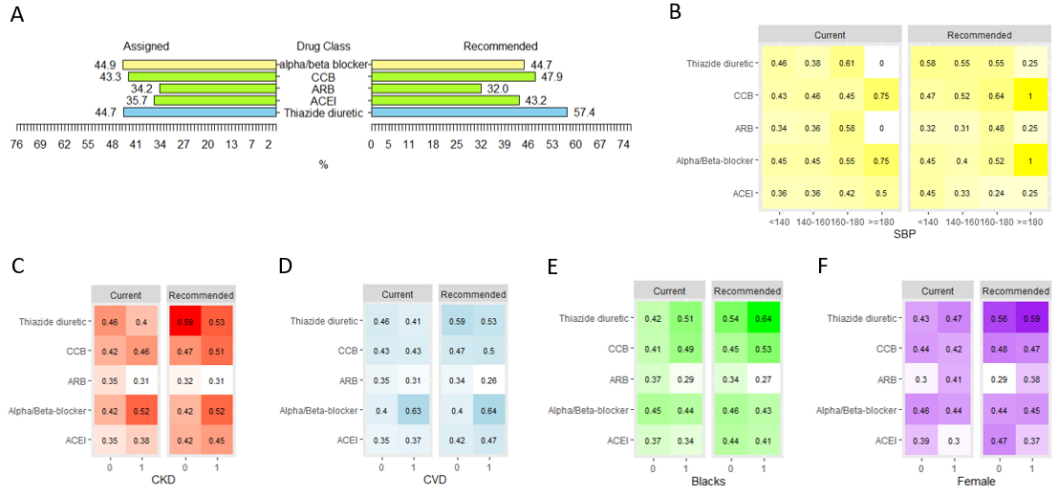 A
Assigned Drug Class Recommended
44.9 alpha/beta blocker 44.7
43.3 CCB 47.9
34.2 ARB 32.0
35.7 ACEI 43.2
44.7 Thiazide diuretic 57.4
76 69 62 55 48 41 34 27 20 13 7 2 0 5 11 18 25 32 39 46 53 60 67 74
%
B
Current Recommended
Thiazide diuretic 0.46 0.38 0.61 0 0.58 0.55 0.55 0.25
CCB 0.43 0.46 0.45 0.75 0.47 0.52 0.64 1
ARB 0.34 0.36 0.58 0 0.32 0.31 0.48 0.25
Alpha/Beta-blocker 0.45 0.45 0.55 0.75 0.45 0.4 0.52 1
ACEI 0.36 0.36 0.42 0.5 0.45 0.33 0.24 0.25
<140 140-160 160-180 >=180 <140 140-160 160-180 >=180
SBP
C
Current Recommended
Thiazide diuretic 0.46 0.4 0.59 0.53
CCB 0.42 0.46 0.47 0.51
ARB 0.35 0.31 0.32 0.31
Alpha/Beta-blocker 0.42 0.52 0.42 0.52
ACEI 0.35 0.38 0.42 0.45
0 1 0 1
CKD
D
Current Recommended
Thiazide diuretic 0.46 0.41 0.59 0.53
CCB 0.43 0.43 0.47 0.5
ARB 0.35 0.31 0.34 0.26
Alpha/Beta-blocker 0.4 0.63 0.4 0.64
ACEI 0.35 0.37 0.42 0.47
0 1 0 1
CVD
E
Current Recommended
Thiazide diuretic 0.42 0.51 0.54 0.64
CCB 0.41 0.49 0.45 0.53
ARB 0.37 0.29 0.34 0.27
Alpha/Beta-blocker 0.45 0.44 0.46 0.43
ACEI 0.37 0.34 0.44 0.41
0 1 0 1
Blacks
F
Current Recommended
Thiazide diuretic 0.43 0.47 0.56 0.59
CCB 0.44 0.42 0.48 0.47
ARB 0.3 0.41 0.29 0.38
Alpha/Beta-blocker 0.46 0.44 0.44 0.45
ACEI 0.39 0.3 0.47 0.37
0 1 0 1
Female